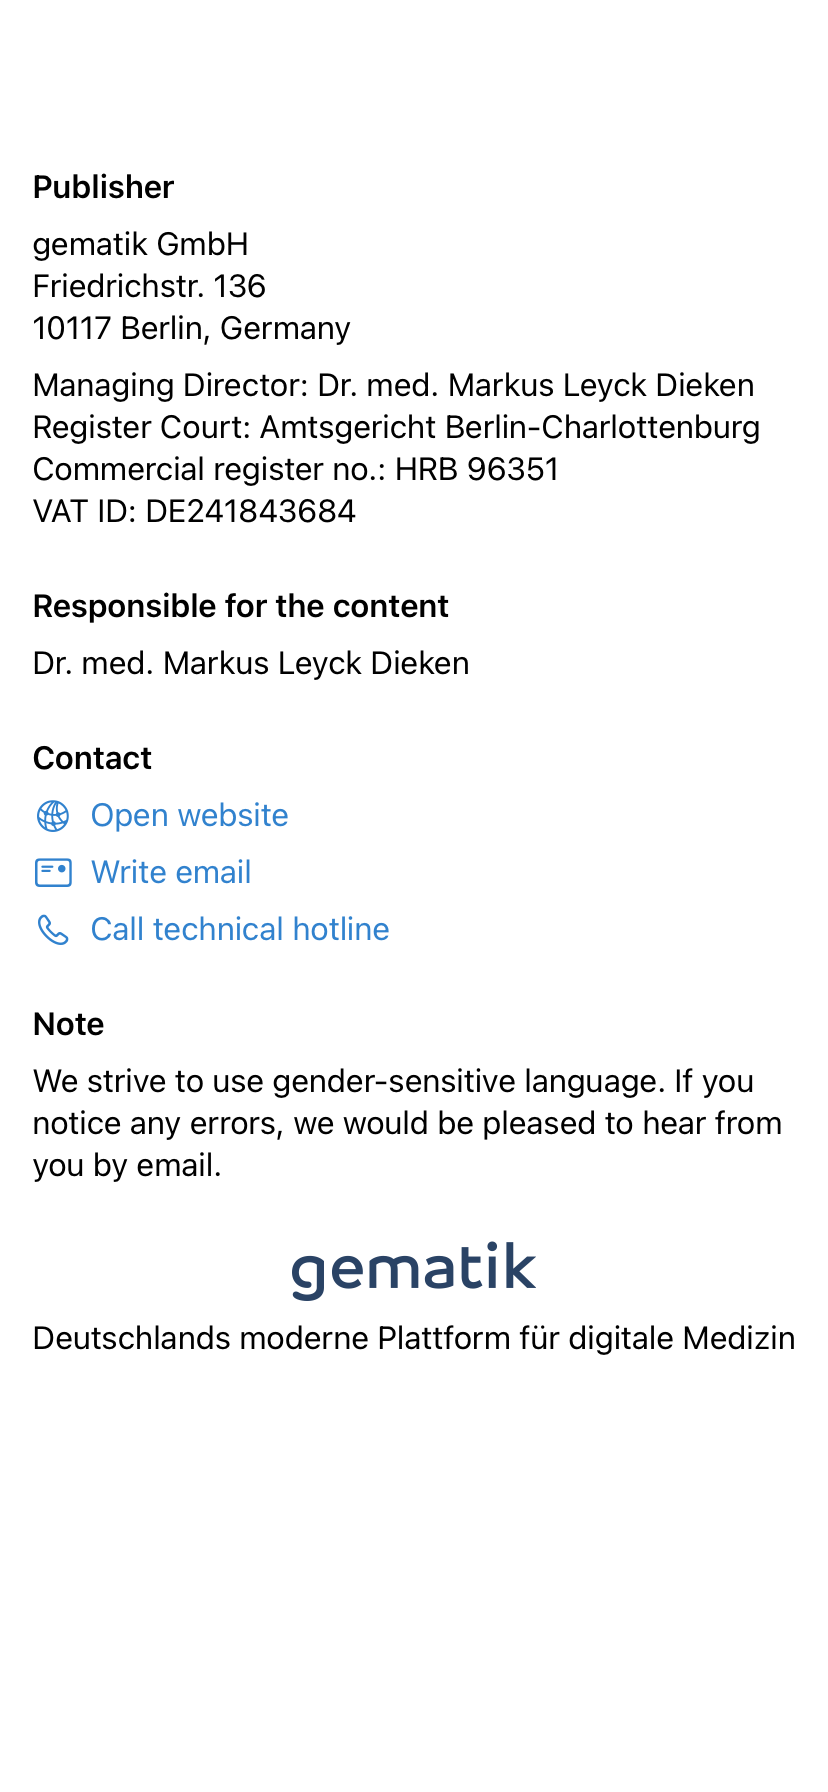 Publisher
gematik GmbH
Friedrichstr. 136
10117 Berlin, Germany
Managing Director: Dr. med. Markus Leyck Dieken
Register Court: Amtsgericht Berlin-Charlottenburg
Commercial register no.: HRB 96351
VAT ID: DE241843684
Responsible for the content
Dr. med. Markus Leyck Dieken
Contact
Open website
Write email
Call technical hotline
Note
We strive to use gender-sensitive language. If you
notice any errors, we would be pleased to hear from
you by email.
gematik
Deutschlands moderne Plattform für digitale Medizin